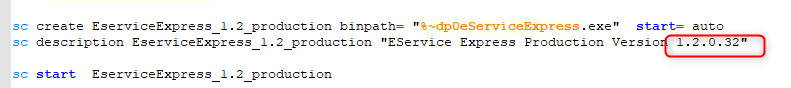 sc create EserviceExpress_1.2_production binpath= "%~dp0eServiceExpress.exe" start= auto
sc description EserviceExpress_1.2_production "EService Express Production Version 1.2.0.32"
sc start EserviceExpress_1.2_production